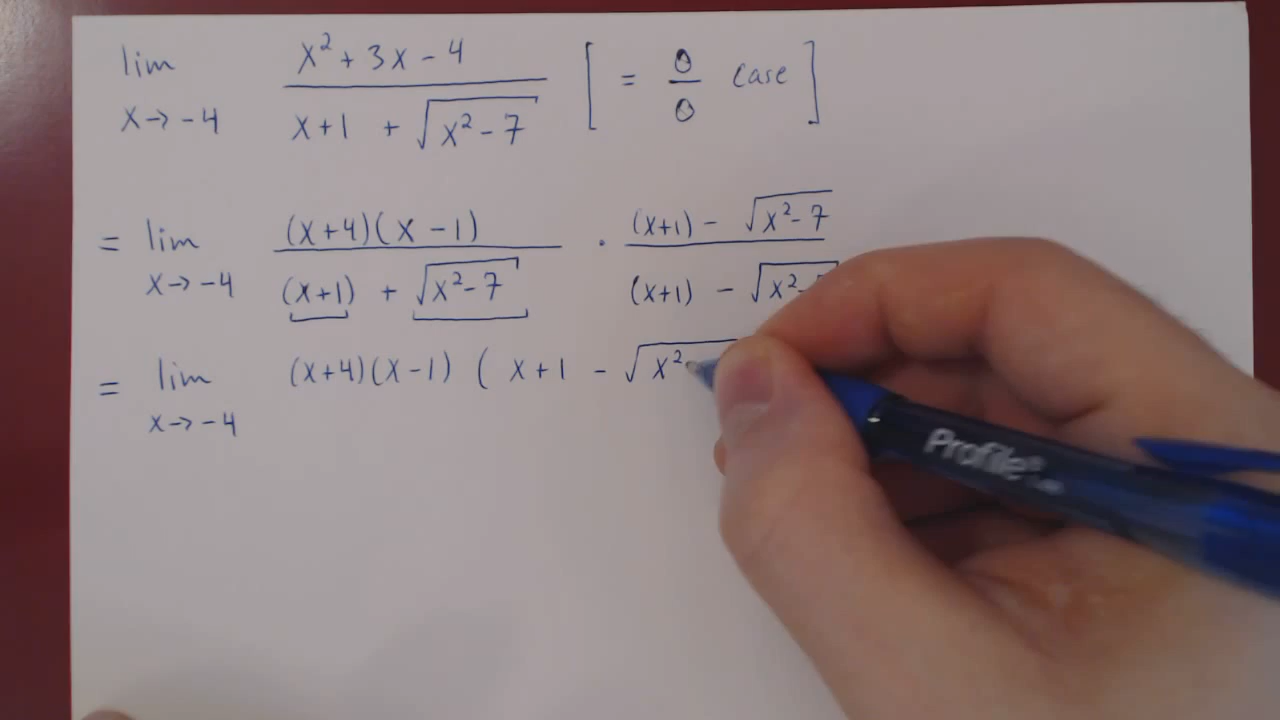 lim x→-4 (x² + 3x - 4) / (x+1 + √(x² - 7)) [ = 0/0 case ]
= lim x→-4 (x+4)(x-1) / ((x+1) + √(x²-7)) · ((x+1) - √(x²-7)) / ((x+1) - √(x²-
= lim x→-4 (x+4)(x-1) ( x+1 - √(x²
Profile